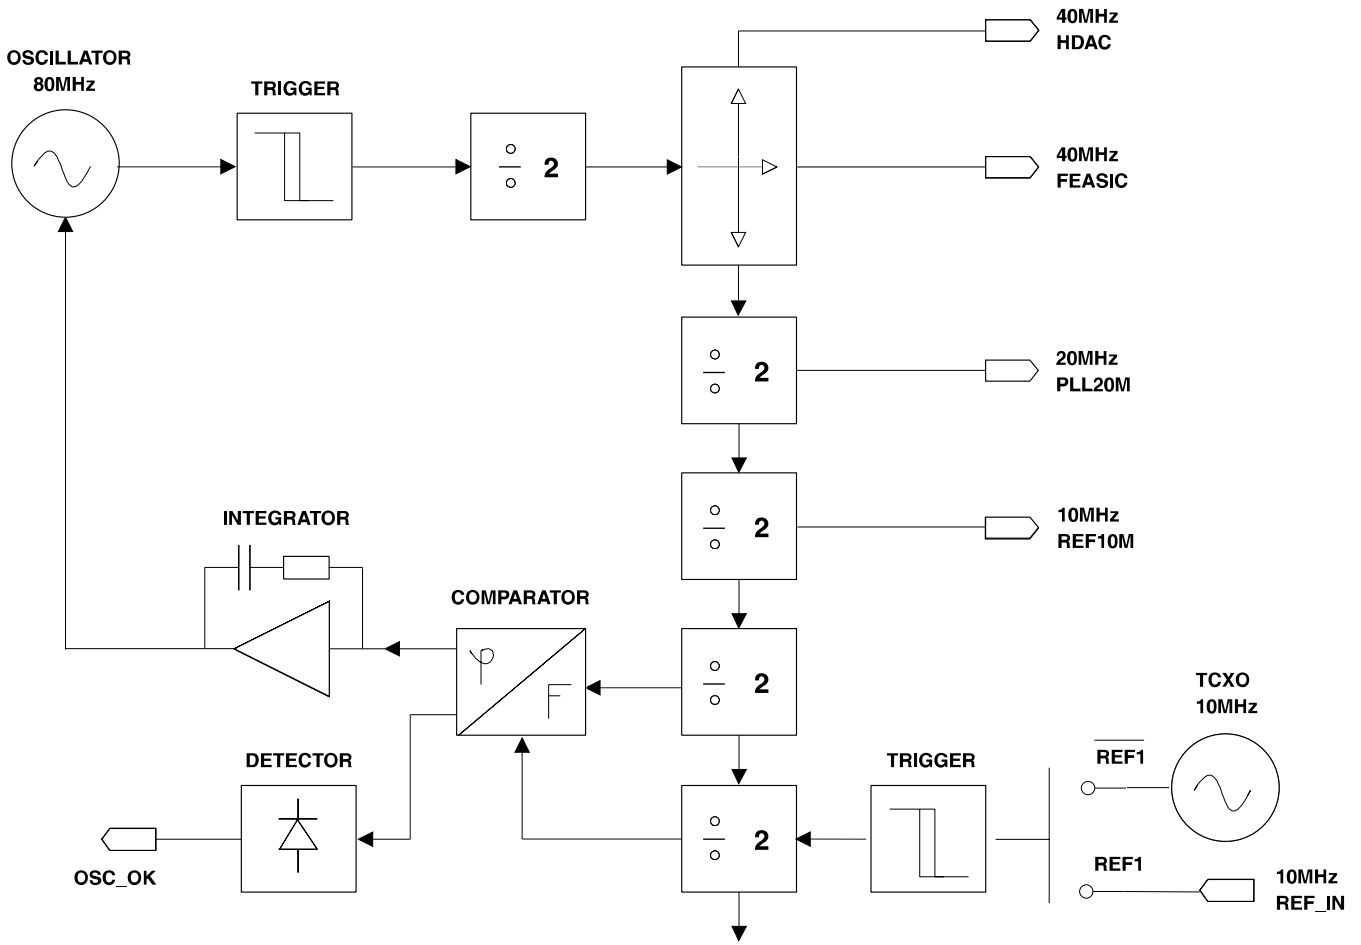 40MHz
HDAC
OSCILLATOR
80MHz
TRIGGER
2
40MHz
FEASIC
2
20MHz
PLL20M
2
10MHz
REF10M
INTEGRATOR
COMPARATOR
φ
F
2
TCXO
10MHz
REF1
DETECTOR
TRIGGER
2
OSC_OK
REF1
10MHz
REF_IN